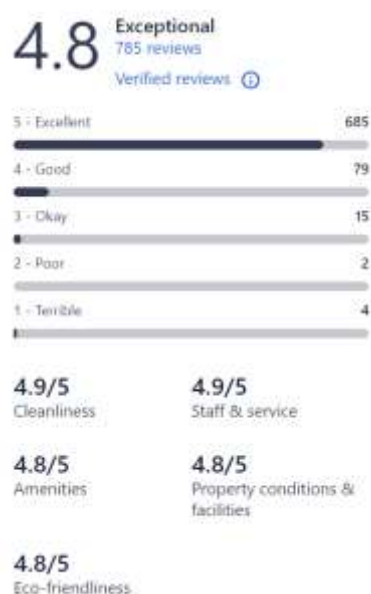 4.8
Exceptional
785 reviews
Verified reviews
5 - Excellent 685
4 - Good 79
3 - Okay 15
2 - Poor 2
1 - Terrible 4
4.9/5 4.9/5
Cleanliness Staff & service
4.8/5 4.8/5
Amenities Property conditions &
facilities
4.8/5
Eco-friendliness